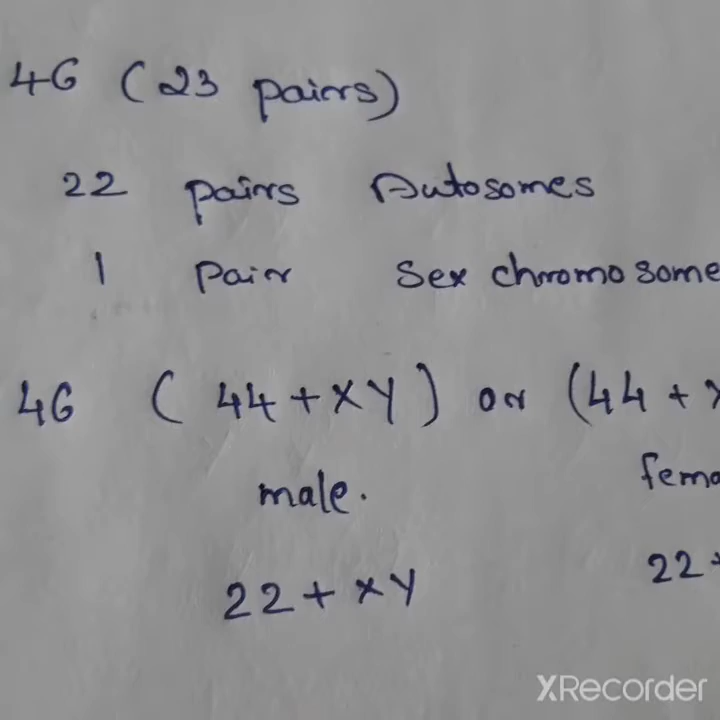 46 (23 pairs)
22 pairs Autosomes
1 Pair Sex chromosome
46 (44 + XY) or (44 +
male.
22 + XY 22
XRecorder